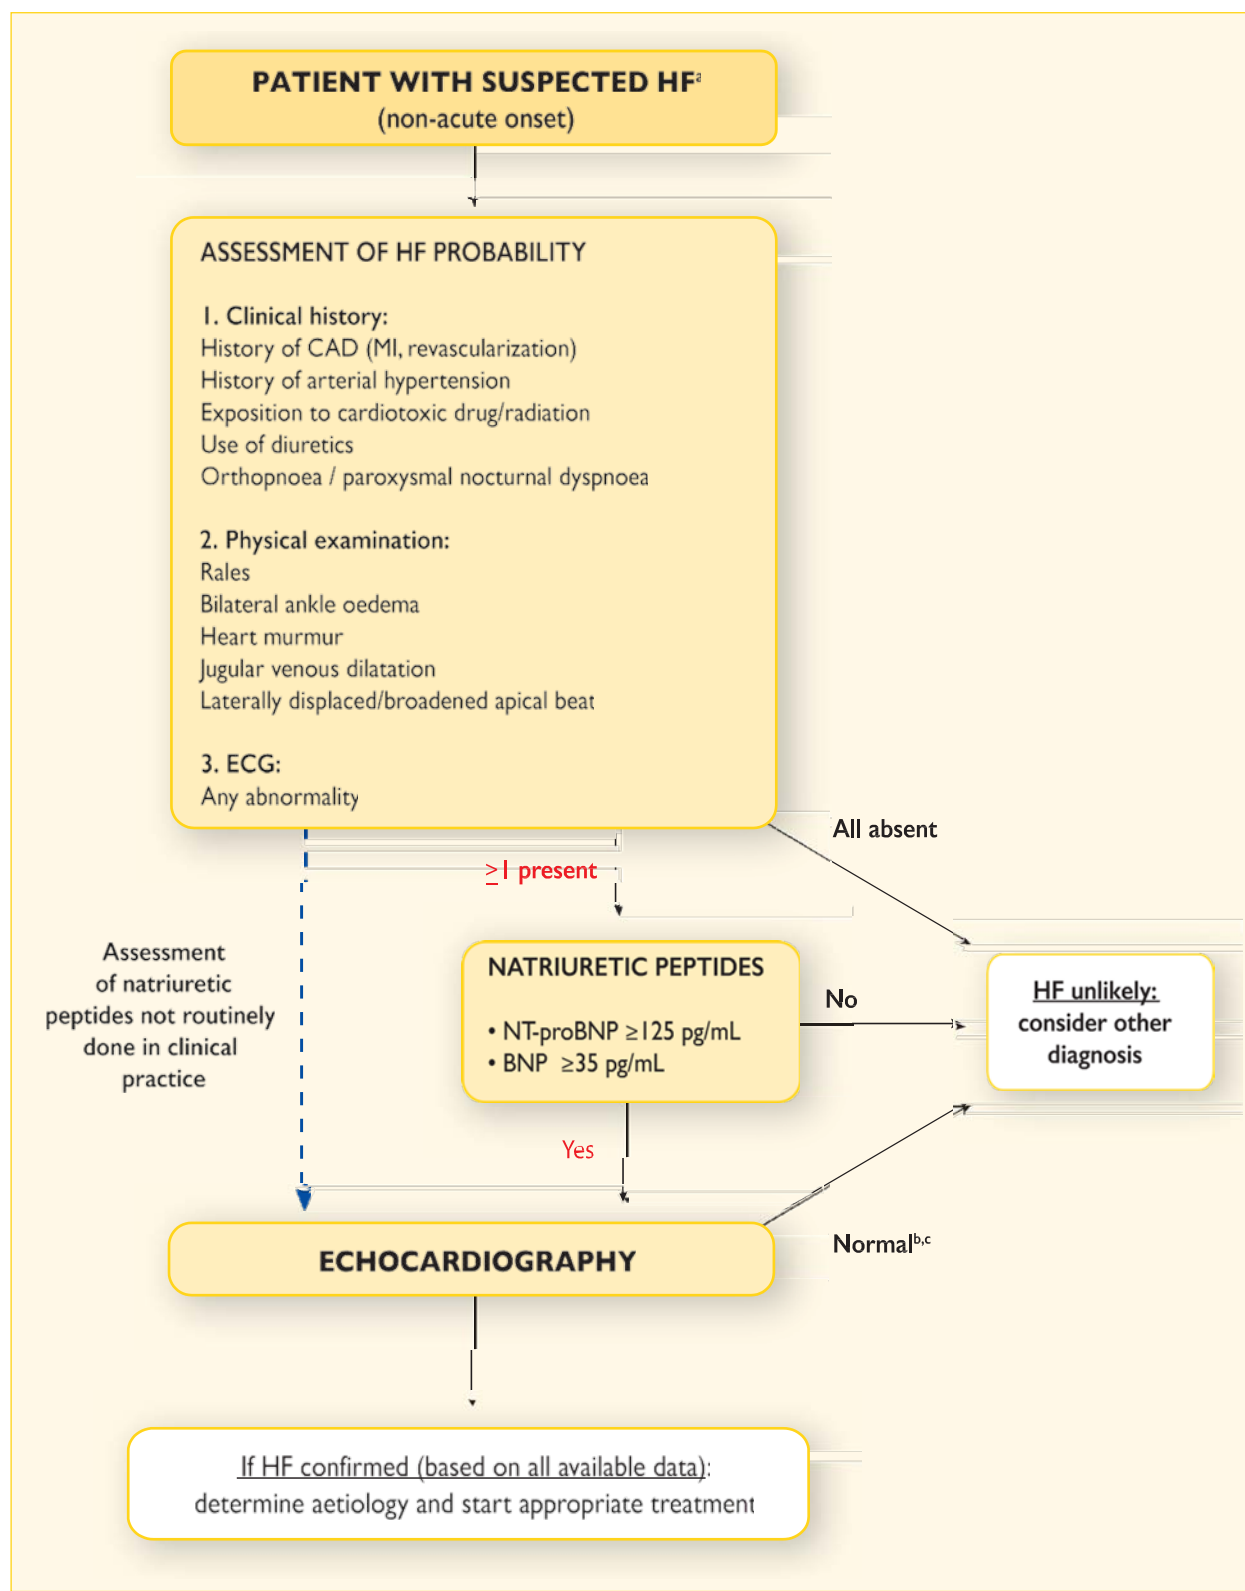 PATIENT WITH SUSPECTED HFᵃ
(non-acute onset)
ASSESSMENT OF HF PROBABILITY
1. Clinical history:
History of CAD (MI, revascularization)
History of arterial hypertension
Exposition to cardiotoxic drug/radiation
Use of diuretics
Orthopnoea / paroxysmal nocturnal dyspnoea
2. Physical examination:
Rales
Bilateral ankle oedema
Heart murmur
Jugular venous dilatation
Laterally displaced/broadened apical beat
3. ECG:
Any abnormality
All absent
≥1 present
Assessment
of natriuretic
peptides not routinely
done in clinical
practice
NATRIURETIC PEPTIDES
• NT-proBNP ≥125 pg/mL
• BNP ≥35 pg/mL
No
HF unlikely:
consider other
diagnosis
Yes
Normalᵇ,ᶜ
ECHOCARDIOGRAPHY
If HF confirmed (based on all available data):
determine aetiology and start appropriate treatment